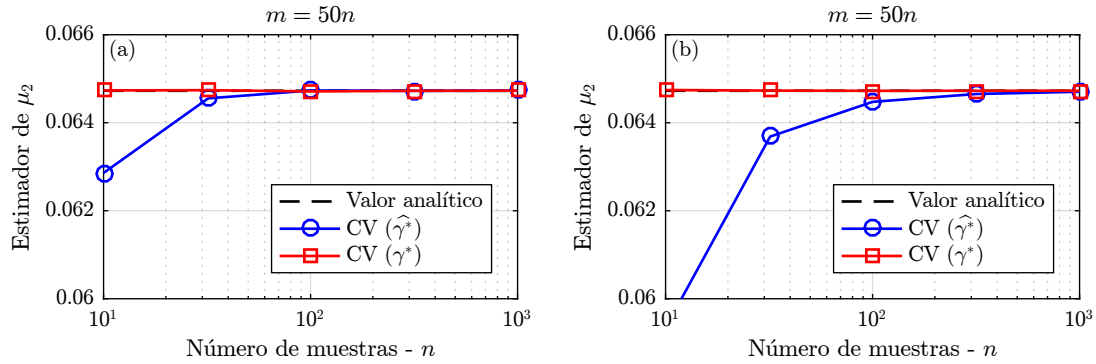 m = 50n
(a)
0.066
0.064
0.062
0.06
Estimador de μ₂
Valor analítico
CV (γ̂*)
CV (γ*)
10¹ 10² 10³
Número de muestras - n
m = 50n
(b)
0.066
0.064
0.062
0.06
Estimador de μ₂
Valor analítico
CV (γ̂*)
CV (γ*)
10¹ 10² 10³
Número de muestras - n